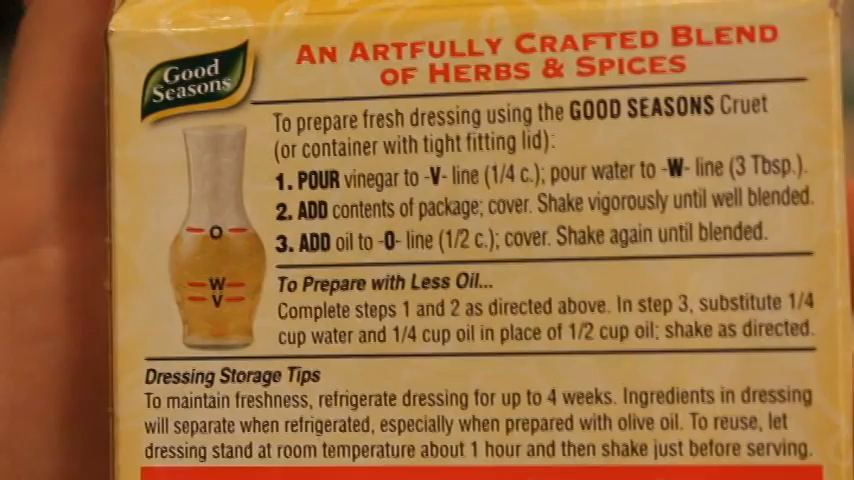 AN ARTFULLY CRAFTED BLEND
OF HERBS & SPICES
Good
Seasons
To prepare fresh dressing using the GOOD SEASONS Cruet
(or container with tight fitting lid):
1. POUR vinegar to -V- line (1/4 c.); pour water to -W- line (3 Tbsp.).
2. ADD contents of package; cover. Shake vigorously until well blended.
3. ADD oil to -O- line (1/2 c.); cover. Shake again until blended.
O
W
V
To Prepare with Less Oil...
Complete steps 1 and 2 as directed above. In step 3, substitute 1/4
cup water and 1/4 cup oil in place of 1/2 cup oil; shake as directed.
Dressing Storage Tips
To maintain freshness, refrigerate dressing for up to 4 weeks. Ingredients in dressing
will separate when refrigerated, especially when prepared with olive oil. To reuse, let
dressing stand at room temperature about 1 hour and then shake just before serving.